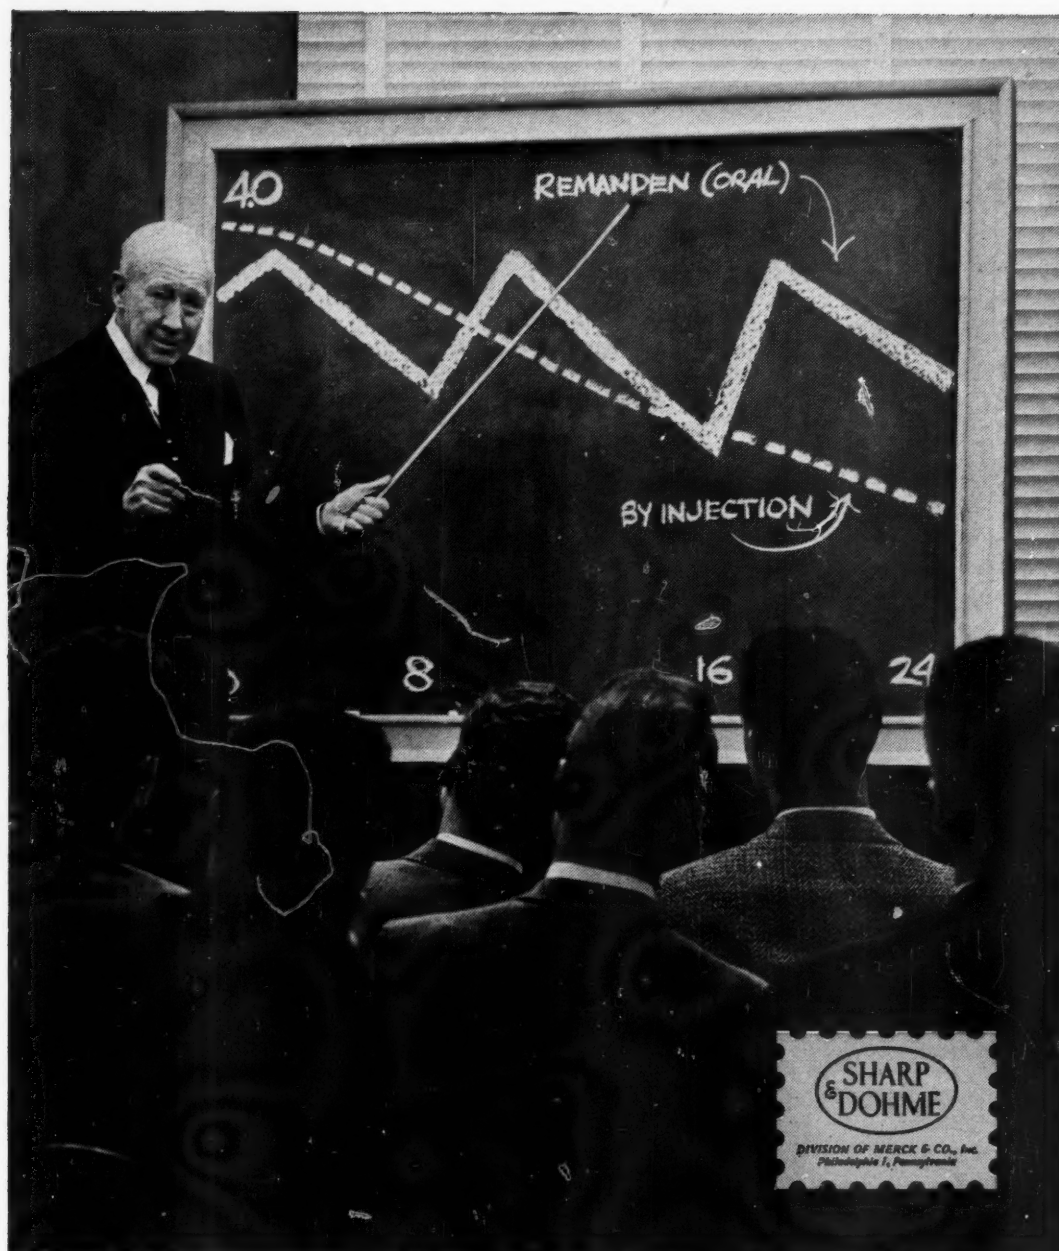 4.0
REMANDEN (ORAL)
BY INJECTION
8
16
24
SHARP
& DOHME
DIVISION OF MERCK & CO., Inc.
Philadelphia 1, Pennsylvania